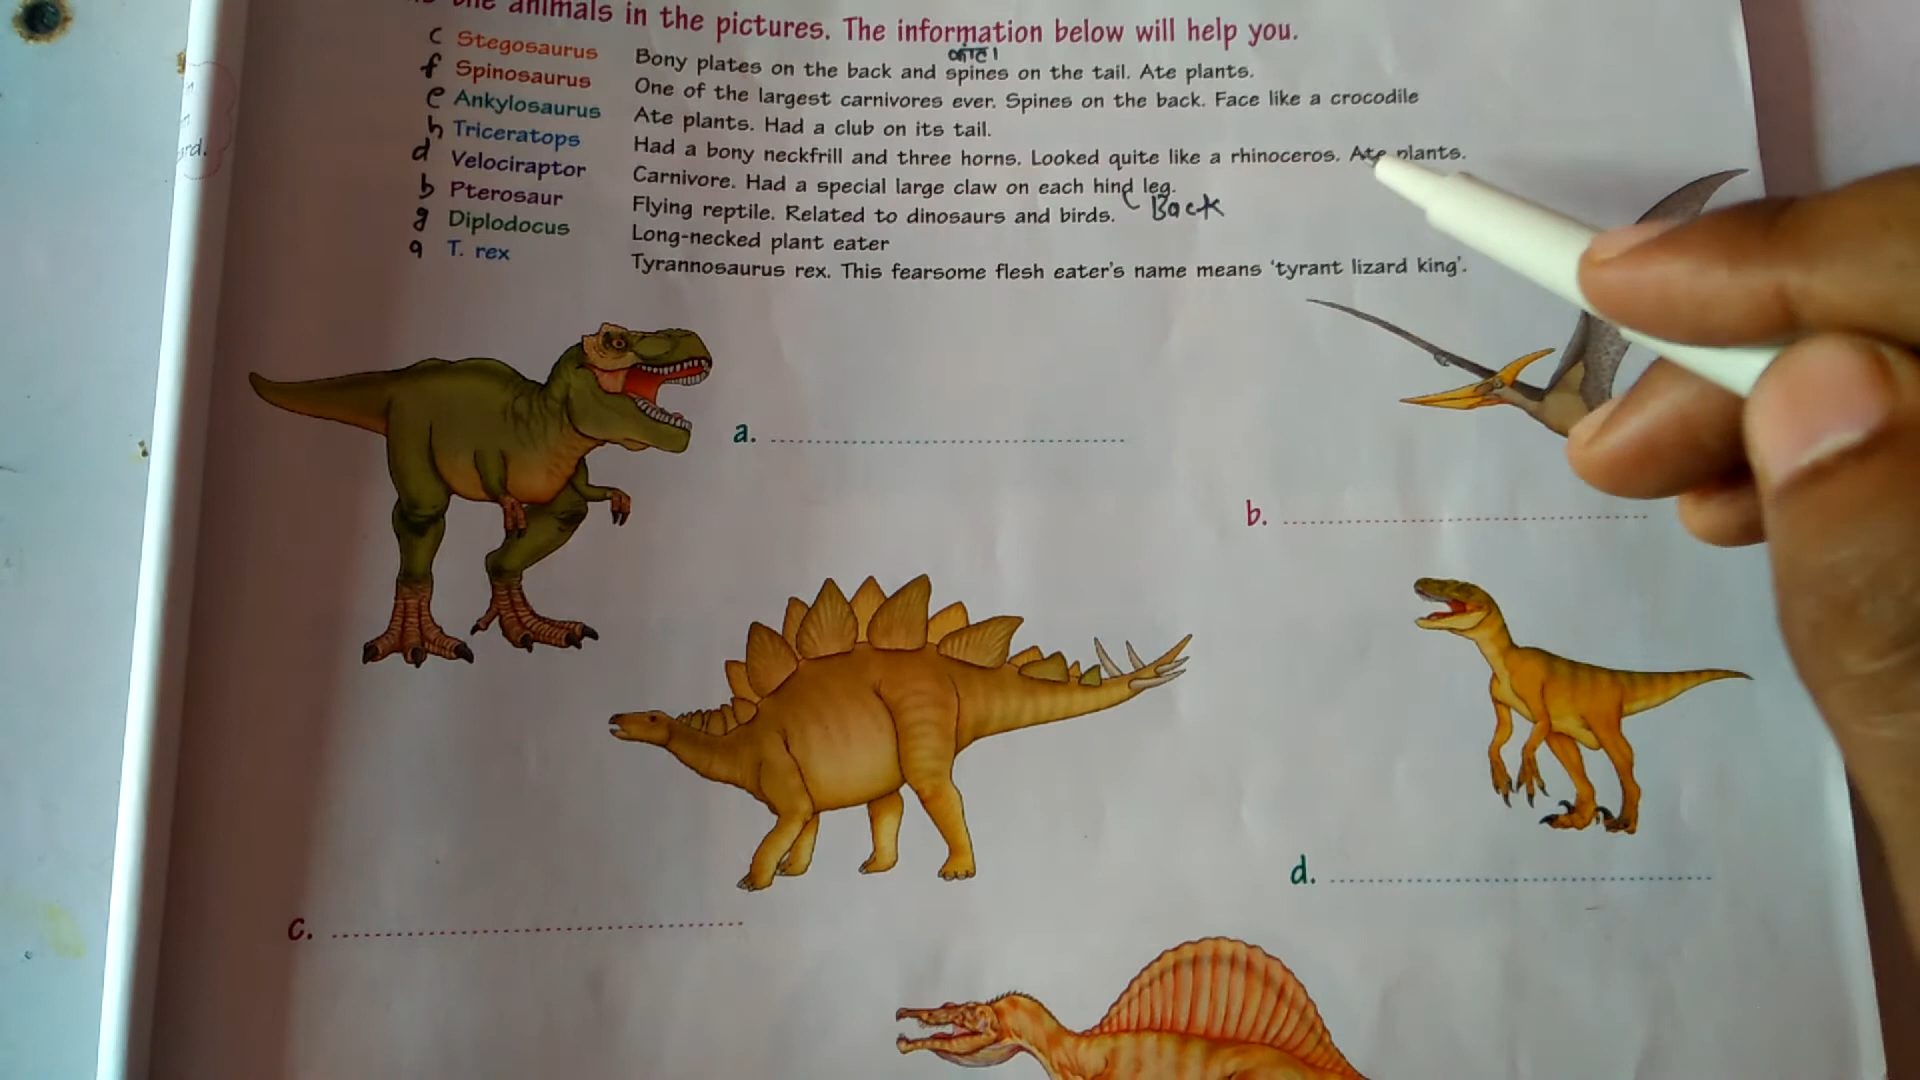 the animals in the pictures. The information below will help you.
काँटा
c Stegosaurus Bony plates on the back and spines on the tail. Ate plants.
f Spinosaurus One of the largest carnivores ever. Spines on the back. Face like a crocodile
e Ankylosaurus Ate plants. Had a club on its tail.
h Triceratops Had a bony neckfrill and three horns. Looked quite like a rhinoceros. Ate plants.
d Velociraptor Carnivore. Had a special large claw on each hind leg.
Back
b Pterosaur Flying reptile. Related to dinosaurs and birds.
g Diplodocus Long-necked plant eater
a T. rex Tyrannosaurus rex. This fearsome flesh eater's name means 'tyrant lizard king'.
a.
b.
d.
c.